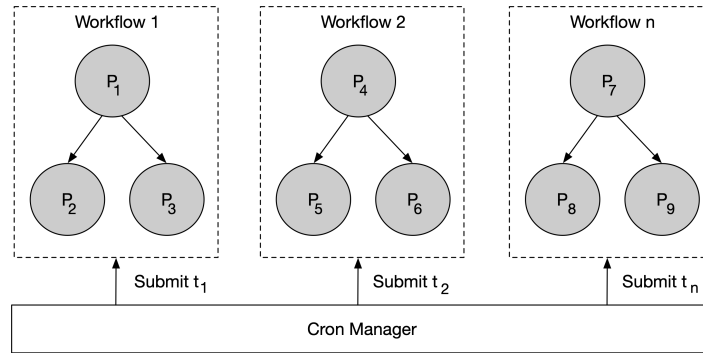 Workflow 1
Workflow 2
Workflow n
P1
P4
P7
P2
P3
P5
P6
P8
P9
Submit t1
Submit t2
Submit tn
Cron Manager